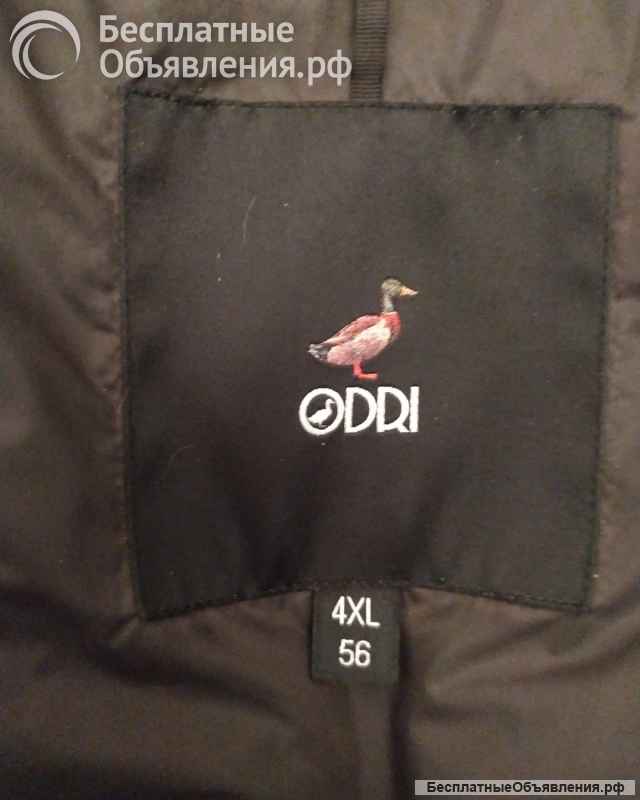 Бесплатные
Объявления.рф
ODRI
4XL
56
БесплатныеОбъявления.рф